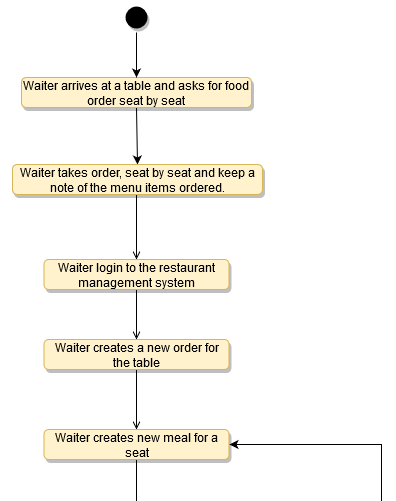 Waiter arrives at a table and asks for food
order seat by seat
Waiter takes order, seat by seat and keep a
note of the menu items ordered.
Waiter login to the restaurant
management system
Waiter creates a new order for
the table
Waiter creates new meal for a
seat